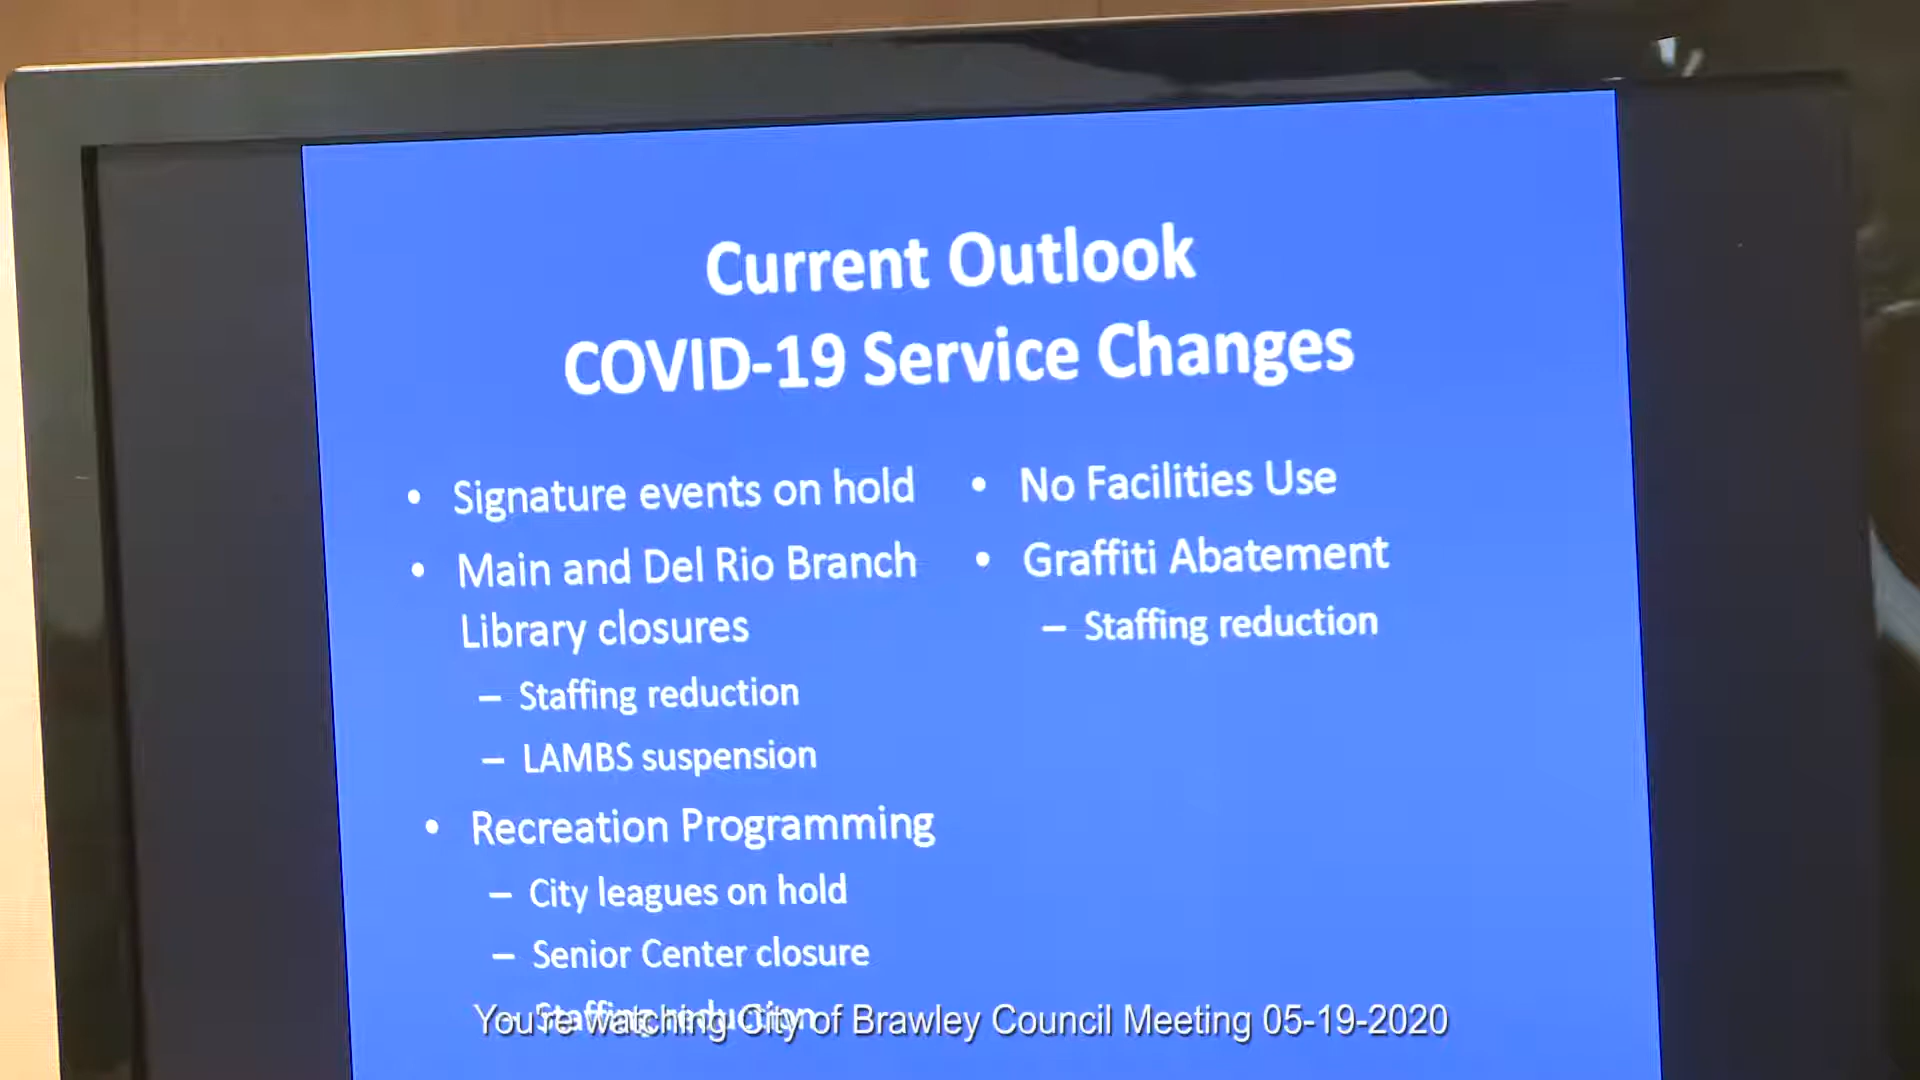 Current Outlook
COVID-19 Service Changes
• Signature events on hold
• Main and Del Rio Branch
Library closures
– Staffing reduction
– LAMBS suspension
• Recreation Programming
– City leagues on hold
– Senior Center closure
– Staffing reduction
• No Facilities Use
• Graffiti Abatement
– Staffing reduction
You're watching City of Brawley Council Meeting 05-19-2020